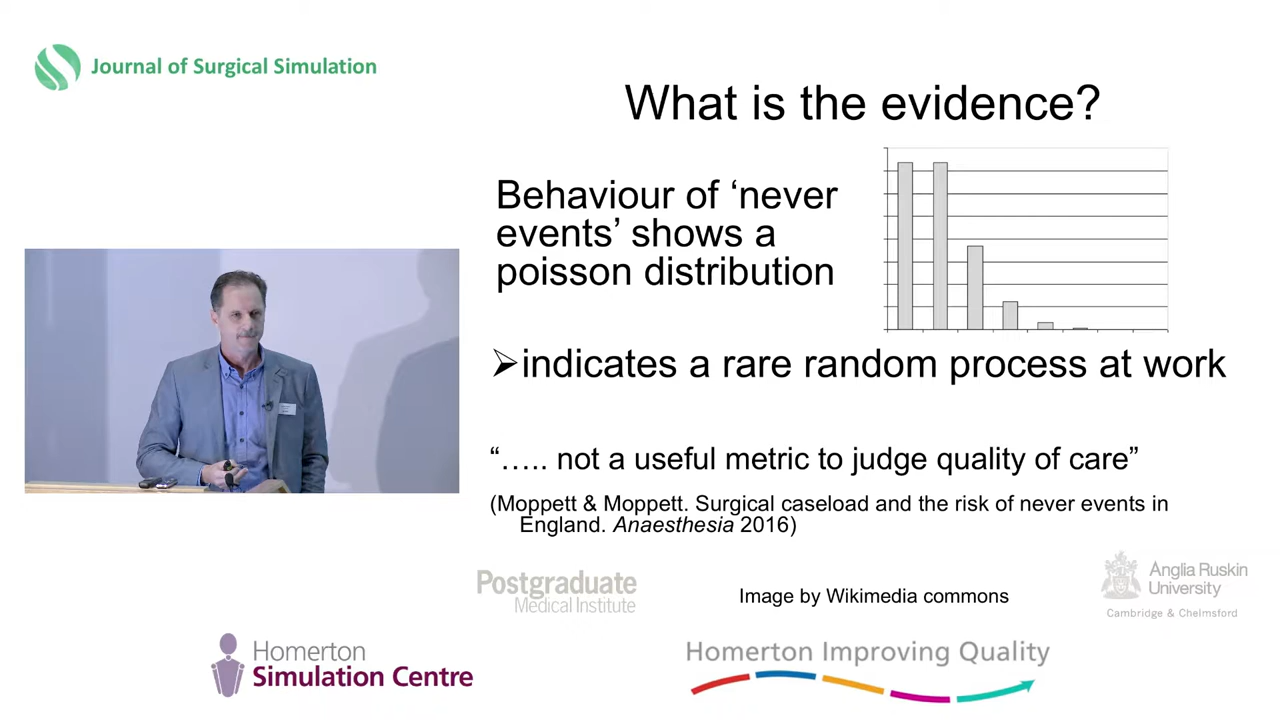 Journal of Surgical Simulation
What is the evidence?
Behaviour of ‘never
events’ shows a
poisson distribution
➢indicates a rare random process at work
“….. not a useful metric to judge quality of care”
(Moppett & Moppett. Surgical caseload and the risk of never events in
England. Anaesthesia 2016)
Postgraduate
Medical Institute
Image by Wikimedia commons
Anglia Ruskin
University
Cambridge & Chelmsford
Homerton
Simulation Centre
Homerton Improving Quality